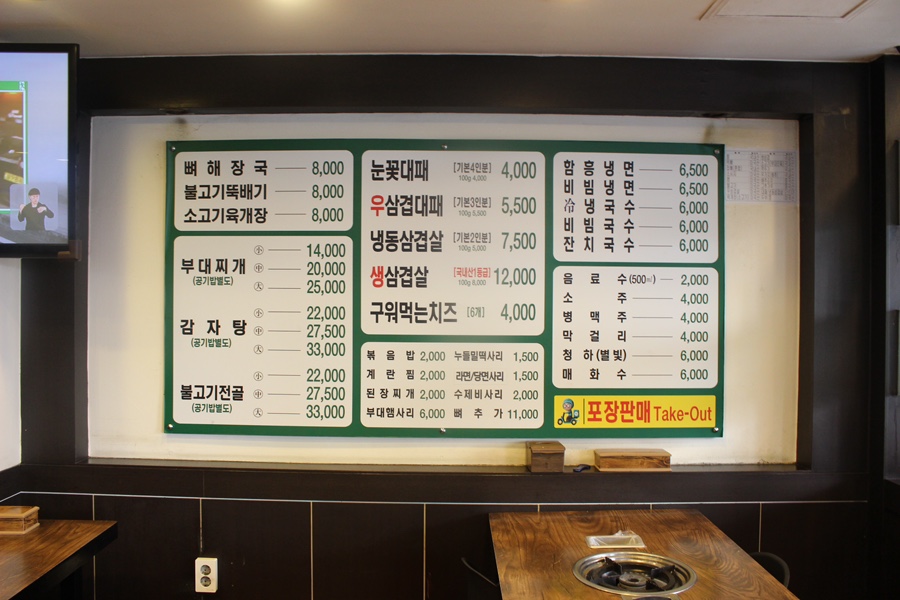 뼈해장국 8,000
불고기뚝배기 8,000
소고기육개장 8,000
부대찌개 (공기밥별도)
小 14,000
中 20,000
大 25,000
감자탕 (공기밥별도)
小 22,000
中 27,500
大 33,000
불고기전골 (공기밥별도)
小 22,000
中 27,500
大 33,000
눈꽃대패 [기본4인분] 100g 4,000 4,000
우삼겹대패 [기본3인분] 100g 5,500 5,500
냉동삼겹살 [기본2인분] 100g 5,000 7,500
생삼겹살 [국내산1등급] 100g 8,000 12,000
구워먹는치즈 [6개] 4,000
볶음밥 2,000 누들밀떡사리 1,500
계란찜 2,000 라면/당면사리 1,500
된장찌개 2,000 수제비사리 2,000
부대햄사리 6,000 뼈추가 11,000
함흥냉면 6,500
비빔냉면 6,500
冷냉국수 6,000
비빔국수 6,000
잔치국수 6,000
음료수(500㎖) 2,000
소주 4,000
병맥주 4,000
막걸리 4,000
청하(별빛) 6,000
매화수 6,000
포장판매 Take-Out